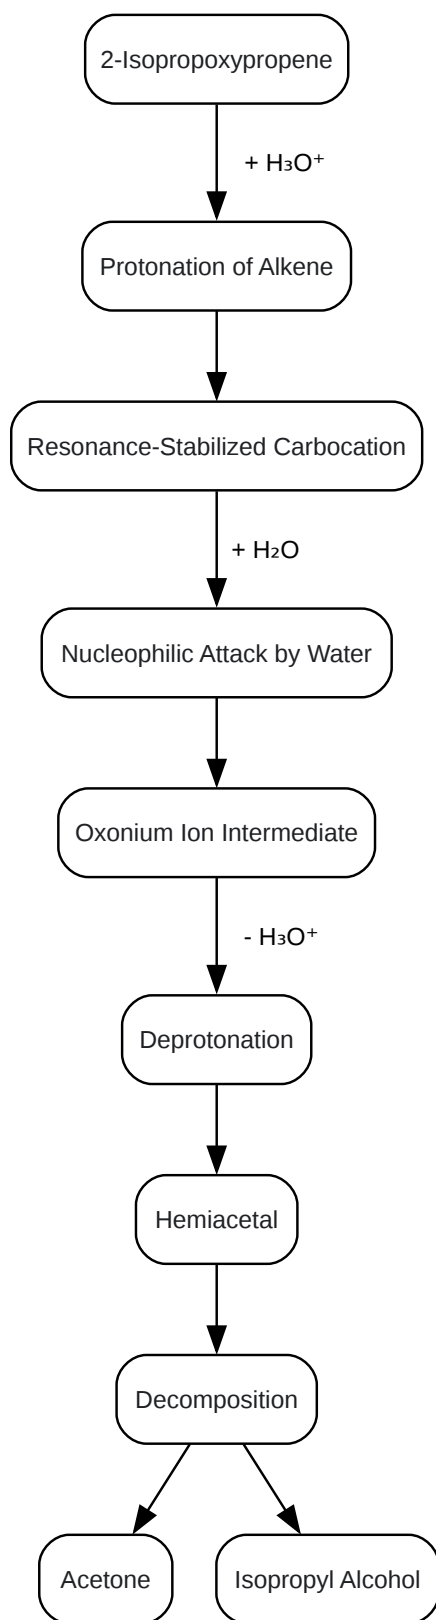 2-Isopropoxypropene
+ H₃O⁺
Protonation of Alkene
Resonance-Stabilized Carbocation
+ H₂O
Nucleophilic Attack by Water
Oxonium Ion Intermediate
- H₃O⁺
Deprotonation
Hemiacetal
Decomposition
Acetone
Isopropyl Alcohol